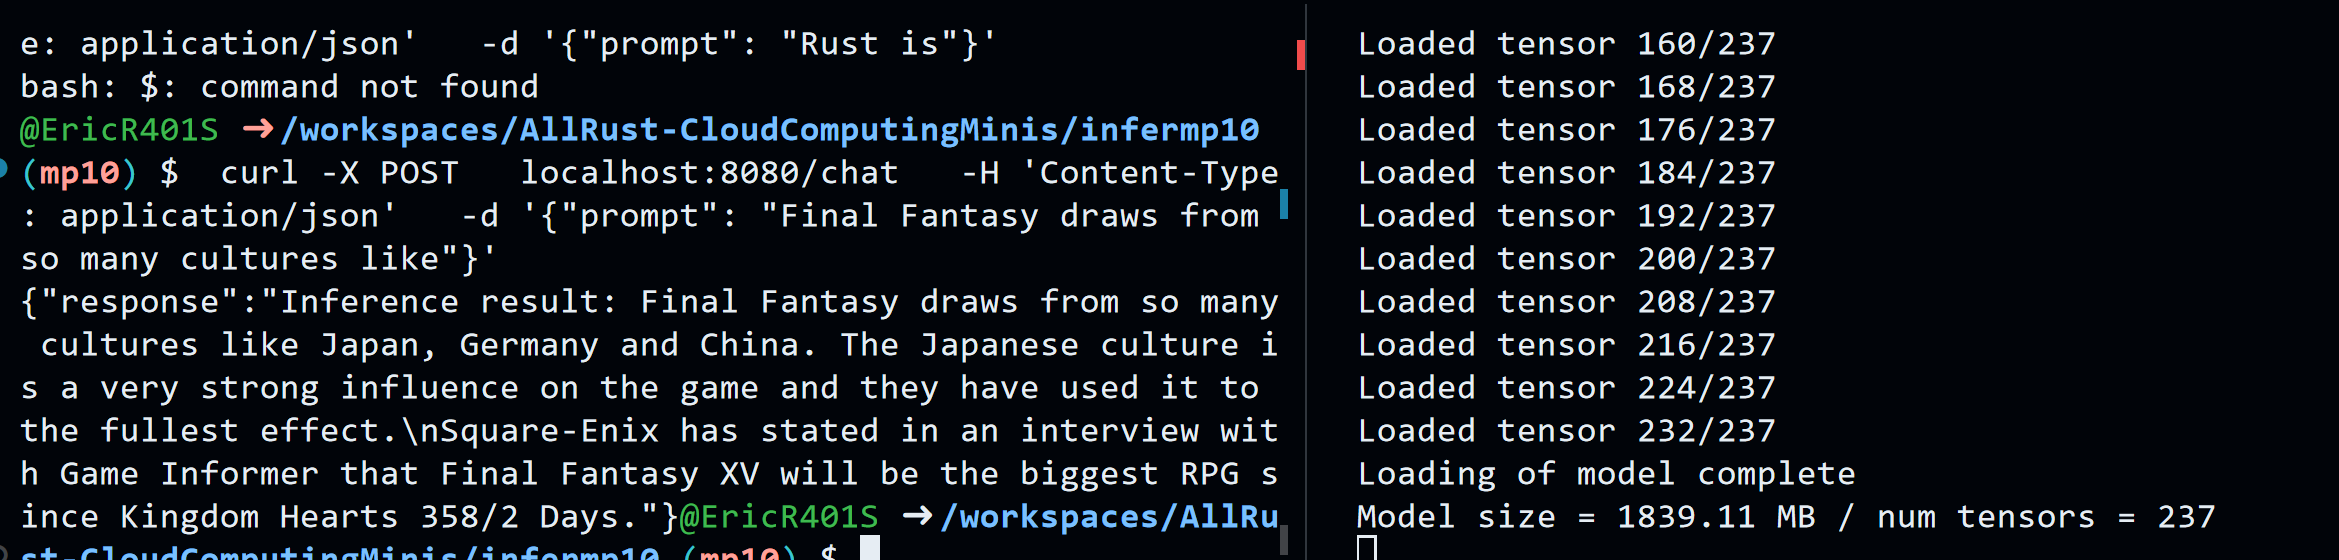 e: application/json'   -d '{"prompt": "Rust is"}'
bash: $: command not found
@EricR401S ➜/workspaces/AllRust-CloudComputingMinis/infermp10
(mp10) $  curl -X POST   localhost:8080/chat   -H 'Content-Type
: application/json'   -d '{"prompt": "Final Fantasy draws from
so many cultures like"}'
{"response":"Inference result: Final Fantasy draws from so many
 cultures like Japan, Germany and China. The Japanese culture i
s a very strong influence on the game and they have used it to
the fullest effect.\nSquare-Enix has stated in an interview wit
h Game Informer that Final Fantasy XV will be the biggest RPG s
ince Kingdom Hearts 358/2 Days."}@EricR401S ➜/workspaces/AllRu
st-CloudComputingMinis/infermp10 (mp10) $
Loaded tensor 160/237
Loaded tensor 168/237
Loaded tensor 176/237
Loaded tensor 184/237
Loaded tensor 192/237
Loaded tensor 200/237
Loaded tensor 208/237
Loaded tensor 216/237
Loaded tensor 224/237
Loaded tensor 232/237
Loading of model complete
Model size = 1839.11 MB / num tensors = 237